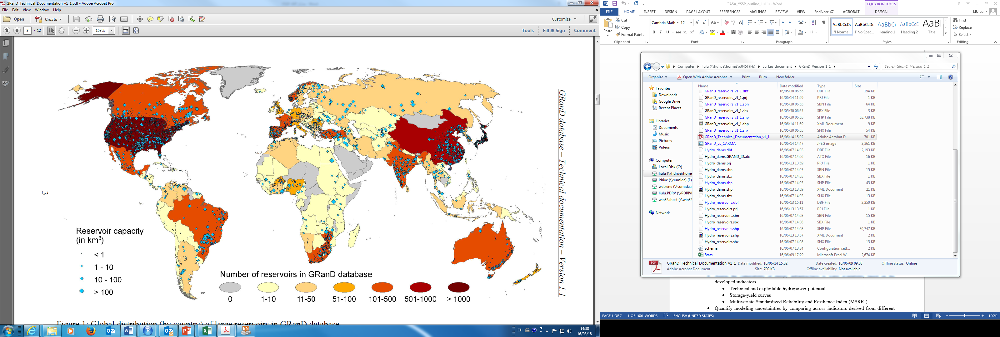 GRanD_Technical_Documentation_v1_1.pdf - Adobe Acrobat Pro
File Edit View Window Help
Open Create Customize
3 / 12 153% Tools Fill & Sign Comment
GRanD database – Technical documentation – Version 1.1
3
Reservoir capacity
(in km³)
< 1
1 - 10
10 - 100
> 100
Number of reservoirs in GRanD database
0 1-10 11-50 51-100 101-500 501-1000 > 1000
Figure 1: Global distribution (by country) of large reservoirs in GRanD database
CH 14:38
16/08/18
IIASA_YSSP_outline_LuLiu - Word
EQUATION TOOLS
FILE HOME INSERT DESIGN PAGE LAYOUT REFERENCES MAILINGS REVIEW VIEW EndNote X7 ACROBAT DESIGN LIU Lu
Paste Cut Copy Format Painter
Cambria Math 12
AaBbCcDc AaBbCcDc AaBbCc AaBbCcE AaBl
¶ Normal ¶ No Spac... Heading 1 Heading 2 Title
Find Replace Select
Clipboard Font Paragraph Styles Editing
Computer liulu (\\hdrive\home$\u045) (H:) Lu_Liu_document GRanD_Version_1_1 Search GRanD_Version_1_1
Organize Open With Adobe Acrobat Print Burn New folder
Favorites
Downloads
Google Drive
Recent Places
Libraries
Documents
Music
Pictures
Videos
Computer
Local Disk (C:)
liulu (\\hdrive\home
idrive (\\sumida) (I:)
watxene (\\sumida.i
liulu.PDRV (\\PDRIVI
win32ahost (\\win32
Network
Name Date modified Type Size
GRanD_reservoirs_v1_1.dbf 16/05/30 06:55 DBF File 194 KB
GRanD_reservoirs_v1_1.prj 16/06/14 11:59 PRJ File 1 KB
GRanD_reservoirs_v1_1.sbn 16/05/30 06:55 SBN File 64 KB
GRanD_reservoirs_v1_1.sbx 16/05/30 06:55 SBX File 3 KB
GRanD_reservoirs_v1_1.shp 16/05/30 06:55 SHP File 53,738 KB
GRanD_reservoirs_v1_1.shp 16/06/14 11:59 XML Document 9 KB
GRanD_reservoirs_v1_1.shx 16/05/30 06:55 SHX File 54 KB
GRanD_Technical_Documentation_v1_1 16/06/14 15:02 Adobe Acrobat D... 701 KB
GRanD_vs_CARMA 16/06/14 14:47 JPEG image 3,361 KB
Hydro_dams.dbf 16/06/07 14:03 DBF File 2,193 KB
Hydro_dams.GRAND_ID.atx 16/06/07 14:06 ATX File 16 KB
Hydro_dams.prj 16/06/13 13:59 PRJ File 1 KB
Hydro_dams.sbn 16/06/07 14:03 SBN File 15 KB
Hydro_dams.sbx 16/06/07 14:03 SBX File 1 KB
Hydro_dams.shp 16/06/07 14:03 SHP File 43 KB
Hydro_dams.shp 16/06/13 13:59 XML Document 21 KB
Hydro_dams.shx 16/06/07 14:03 SHX File 13 KB
Hydro_reservoirs.dbf 16/06/13 15:11 DBF File 2,250 KB
Hydro_reservoirs.prj 16/06/13 13:57 PRJ File 1 KB
Hydro_reservoirs.sbn 16/06/07 14:08 SBN File 15 KB
Hydro_reservoirs.sbx 16/06/07 14:08 SBX File 1 KB
Hydro_reservoirs.shp 16/06/07 14:08 SHP File 30,747 KB
Hydro_reservoirs.shp 16/06/13 13:57 XML Document 2 KB
Hydro_reservoirs.shx 16/06/07 14:08 SHX File 13 KB
schema 16/06/07 13:34 Configuration sett... 2 KB
Stats 16/06/09 17:29 Microsoft Excel W... 2,674 KB
GRanD_Technical_Documentation_v1_1 Date modified: 16/06/14 15:02 Date created: 16/06/09 09:08 Offline status: Online
Adobe Acrobat Document Size: 700 KB Offline availability: Not available
developed indicators
• Technical and exploitable hydropower potential
• Storage-yield curves
• Multivariate Standardized Reliability and Resilience Index (MSRRI)
• Quantify modeling uncertainties by comparing across indicators derived from different
PAGE 1 OF 7 1 OF 1601 WORDS ENGLISH (UNITED STATES) 100%